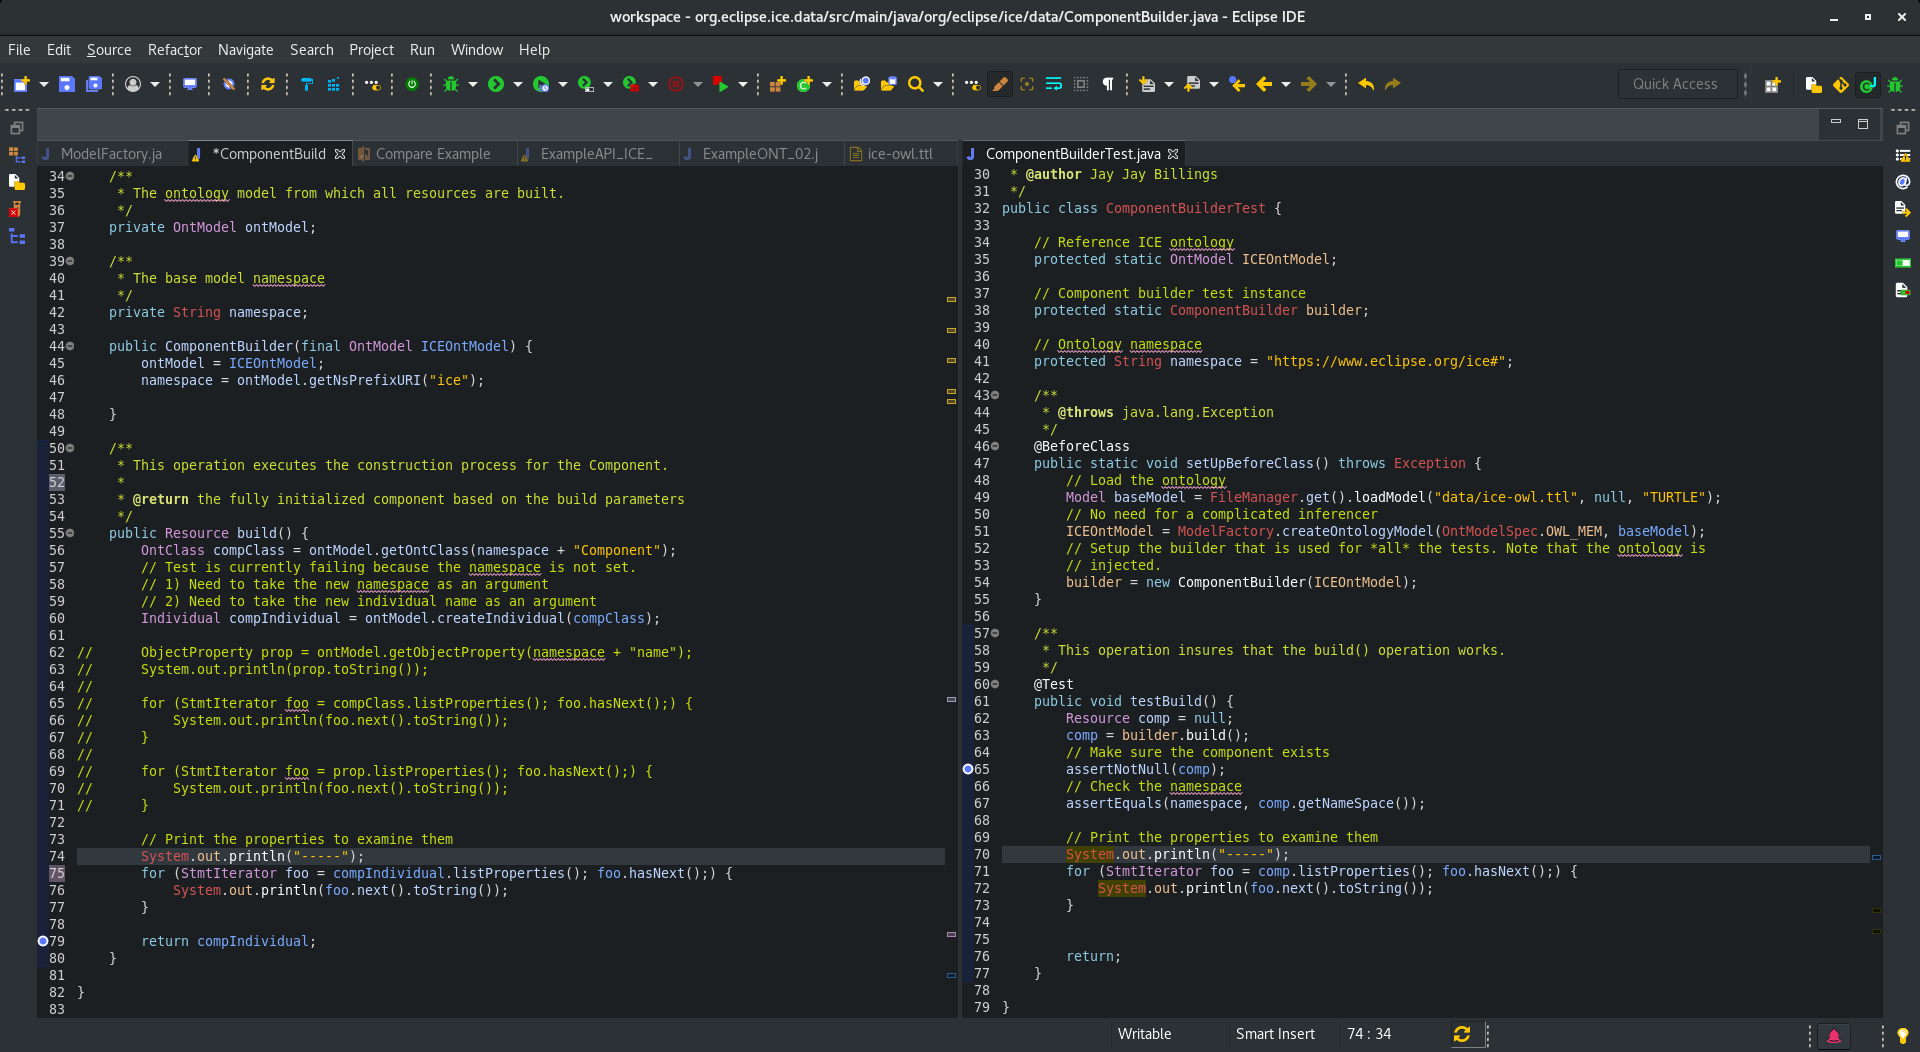 workspace - org.eclipse.ice.data/src/main/java/org/eclipse/ice/data/ComponentBuilder.java - Eclipse IDE
File Edit Source Refactor Navigate Search Project Run Window Help
Quick Access
ModelFactory.ja *ComponentBuild Compare Example ExampleAPI_ICE_ ExampleONT_02.j ice-owl.ttl
34 /**
35 * The ontology model from which all resources are built.
36 */
37 private OntModel ontModel;
38
39 /**
40 * The base model namespace
41 */
42 private String namespace;
43
44 public ComponentBuilder(final OntModel ICEOntModel) {
45 ontModel = ICEOntModel;
46 namespace = ontModel.getNsPrefixURI("ice");
47
48 }
49
50 /**
51 * This operation executes the construction process for the Component.
52 *
53 * @return the fully initialized component based on the build parameters
54 */
55 public Resource build() {
56 OntClass compClass = ontModel.getOntClass(namespace + "Component");
57 // Test is currently failing because the namespace is not set.
58 // 1) Need to take the new namespace as an argument
59 // 2) Need to take the new individual name as an argument
60 Individual compIndividual = ontModel.createIndividual(compClass);
61
62 // ObjectProperty prop = ontModel.getObjectProperty(namespace + "name");
63 // System.out.println(prop.toString());
64 //
65 // for (StmtIterator foo = compClass.listProperties(); foo.hasNext();) {
66 // System.out.println(foo.next().toString());
67 // }
68 //
69 // for (StmtIterator foo = prop.listProperties(); foo.hasNext();) {
70 // System.out.println(foo.next().toString());
71 // }
72
73 // Print the properties to examine them
74 System.out.println("-----");
75 for (StmtIterator foo = compIndividual.listProperties(); foo.hasNext();) {
76 System.out.println(foo.next().toString());
77 }
78
79 return compIndividual;
80 }
81
82 }
83
ComponentBuilderTest.java
30 * @author Jay Jay Billings
31 */
32 public class ComponentBuilderTest {
33
34 // Reference ICE ontology
35 protected static OntModel ICEOntModel;
36
37 // Component builder test instance
38 protected static ComponentBuilder builder;
39
40 // Ontology namespace
41 protected String namespace = "https://www.eclipse.org/ice#";
42
43 /**
44 * @throws java.lang.Exception
45 */
46 @BeforeClass
47 public static void setUpBeforeClass() throws Exception {
48 // Load the ontology
49 Model baseModel = FileManager.get().loadModel("data/ice-owl.ttl", null, "TURTLE");
50 // No need for a complicated inferencer
51 ICEOntModel = ModelFactory.createOntologyModel(OntModelSpec.OWL_MEM, baseModel);
52 // Setup the builder that is used for *all* the tests. Note that the ontology is
53 // injected.
54 builder = new ComponentBuilder(ICEOntModel);
55 }
56
57 /**
58 * This operation insures that the build() operation works.
59 */
60 @Test
61 public void testBuild() {
62 Resource comp = null;
63 comp = builder.build();
64 // Make sure the component exists
65 assertNotNull(comp);
66 // Check the namespace
67 assertEquals(namespace, comp.getNameSpace());
68
69 // Print the properties to examine them
70 System.out.println("-----");
71 for (StmtIterator foo = comp.listProperties(); foo.hasNext();) {
72 System.out.println(foo.next().toString());
73 }
74
75
76 return;
77 }
78
79 }
Writable Smart Insert 74 : 34